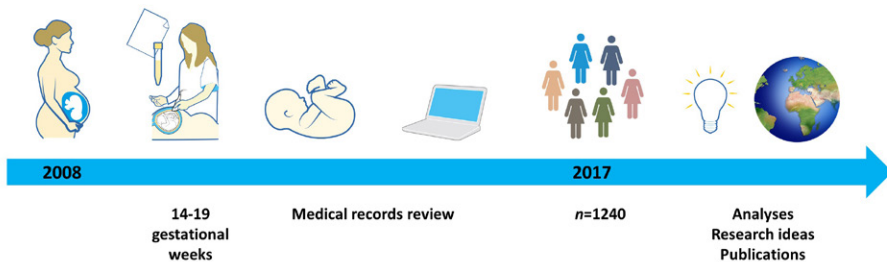 2008
2017
14-19
gestational
weeks
Medical records review
n=1240
Analyses
Research ideas
Publications